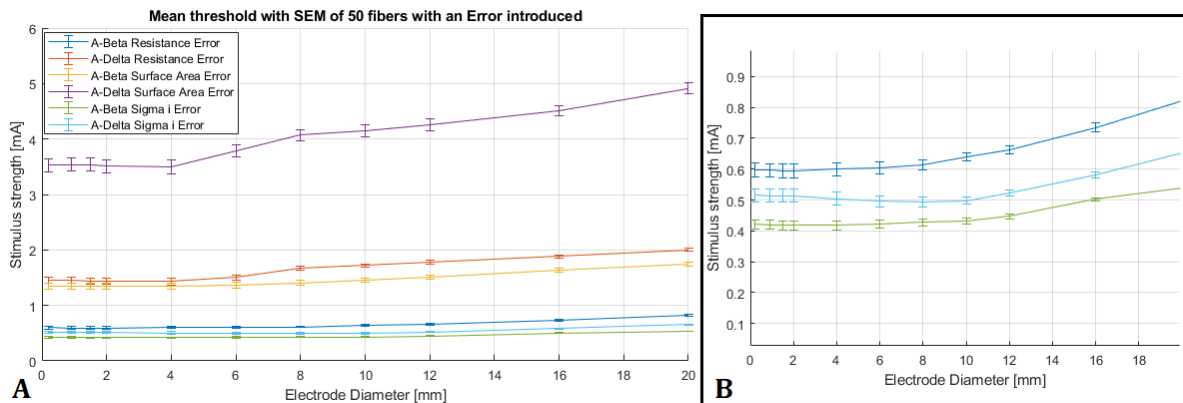 Mean threshold with SEM of 50 fibers with an Error introduced
6
5
4
3
2
1
0
Stimulus strength [mA]
A-Beta Resistance Error
A-Delta Resistance Error
A-Beta Surface Area Error
A-Delta Surface Area Error
A-Beta Sigma i Error
A-Delta Sigma i Error
0 2 4 6 8 10 12 14 16 18 20
Electrode Diameter [mm]
A
0.9
0.8
0.7
0.6
0.5
0.4
0.3
0.2
0.1
Stimulus strength [mA]
0 2 4 6 8 10 12 14 16 18
Electrode Diameter [mm]
B